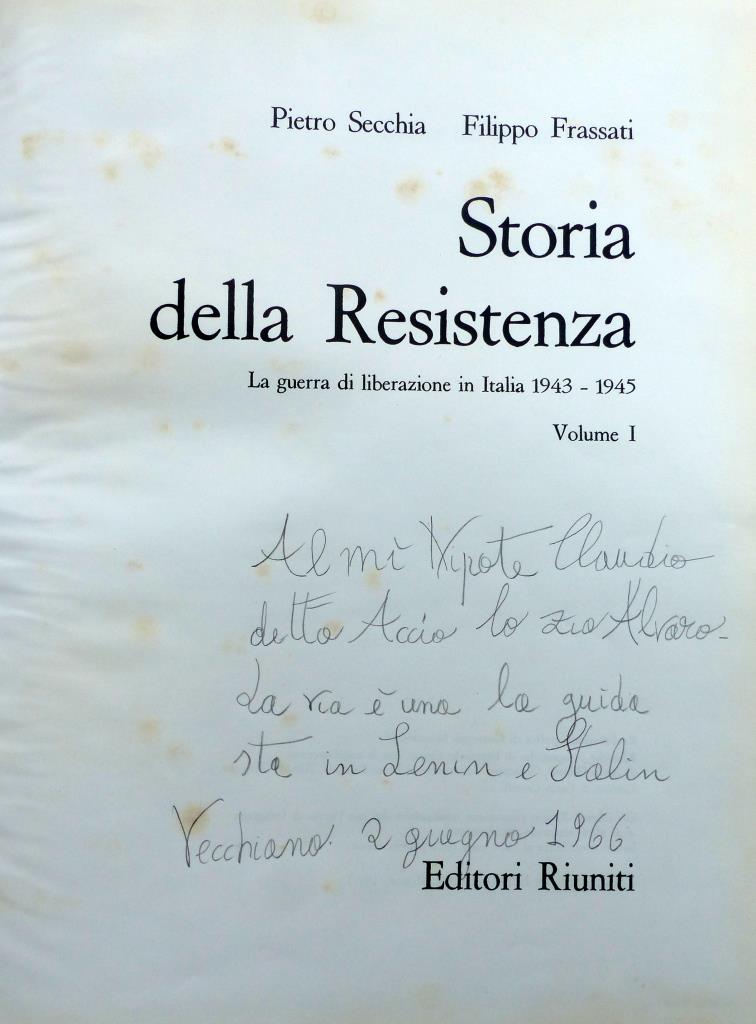 Pietro Secchia Filippo Frassati
Storia
della Resistenza
La guerra di liberazione in Italia 1943 - 1945
Volume I
Al mì Nipote Claudio
detto Accio lo zio Alvaro-
La via è una la guida
sta in Lenin e Stalin
Vecchiano 2 giugno 1966
Editori Riuniti